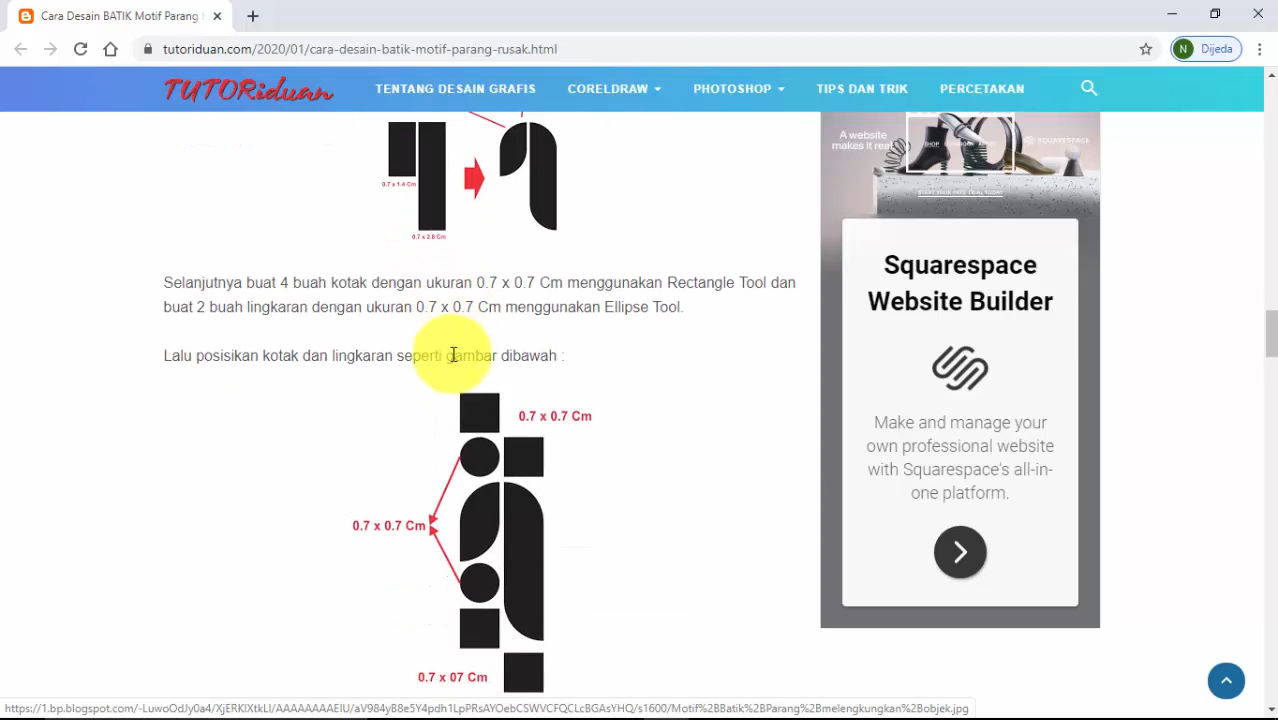 Cara Desain BATIK Motif Parang
tutoriduan.com/2020/01/cara-desain-batik-motif-parang-rusak.html
N Dijeda
TUTORiduan
TENTANG DESAIN GRAFIS
CORELDRAW
PHOTOSHOP
TIPS DAN TRIK
PERCETAKAN
A website
makes it real
SHOP
SQUARESPACE
START YOUR FREE TRIAL TODAY
0.7 x 1.4 Cm
0.7 x 2.8 Cm
Selanjutnya buat 4 buah kotak dengan ukuran 0.7 x 0.7 Cm menggunakan Rectangle Tool dan
buat 2 buah lingkaran dengan ukuran 0.7 x 0.7 Cm menggunakan Ellipse Tool.
Lalu posisikan kotak dan lingkaran seperti gambar dibawah :
0.7 x 0.7 Cm
0.7 x 0.7 Cm
0.7 x 07 Cm
Squarespace
Website Builder
Make and manage your
own professional website
with Squarespace's all-in-
one platform.
https://1.bp.blogspot.com/-LuwoOdJy0a4/XjERKIXtkLI/AAAAAAAAEIU/aV984yB8e5Y4pdh1LpPRsAYOebCSWVCFQCLcBGAsYHQ/s1600/Motif%2BBatik%2BParang%2Bmelengkungkan%2Bobjek.jpg